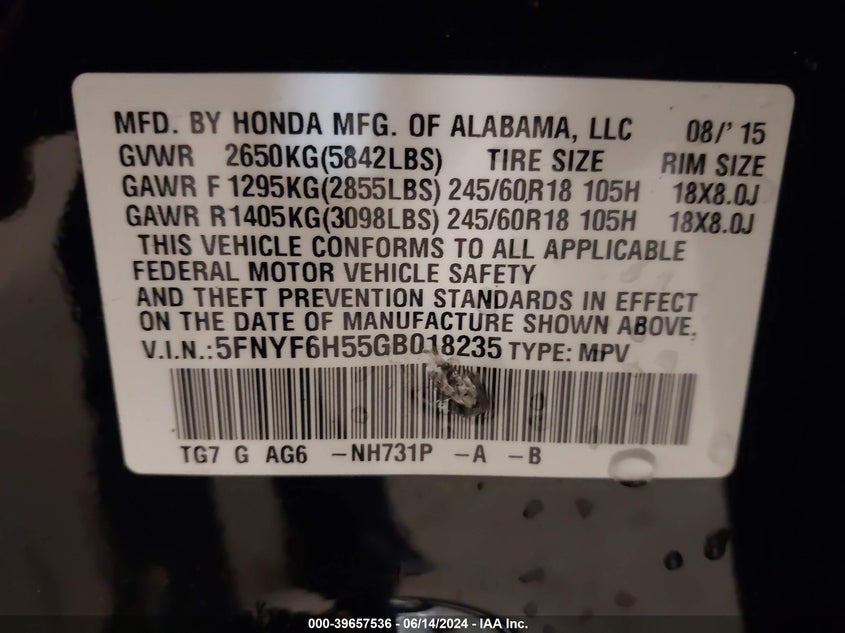 MFD. BY HONDA MFG. OF ALABAMA, LLC 08/' 15
GVWR 2650KG(5842LBS) TIRE SIZE RIM SIZE
GAWR F 1295KG(2855LBS) 245/60R18 105H 18X8.0J
GAWR R 1405KG(3098LBS) 245/60R18 105H 18X8.0J
THIS VEHICLE CONFORMS TO ALL APPLICABLE
FEDERAL MOTOR VEHICLE SAFETY
AND THEFT PREVENTION STANDARDS IN EFFECT
ON THE DATE OF MANUFACTURE SHOWN ABOVE.
V.I.N.:5FNYF6H55GB018235 TYPE: MPV
TG7 G AG6 -NH731P -A -B
000-39657536 - 06/14/2024 - IAA Inc.